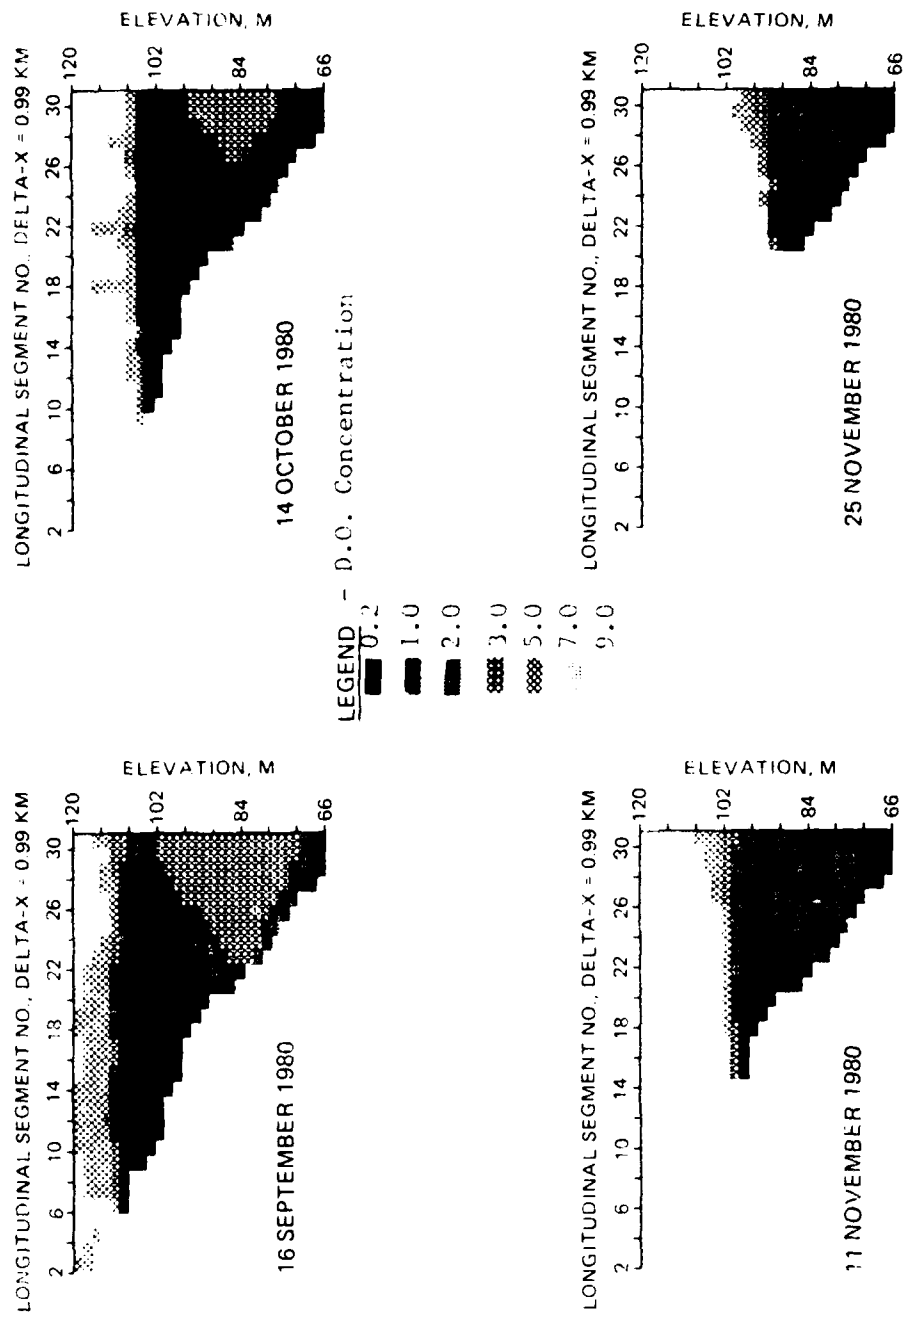 LONGITUDINAL SEGMENT NO., DELTA-X = 0.99 KM
2 6 10 14 18 22 26 30
120
102
84
66
ELEVATION, M
16 SEPTEMBER 1980
LONGITUDINAL SEGMENT NO., DELTA-X = 0.99 KM
2 6 10 14 18 22 26 30
120
102
84
66
ELEVATION, M
14 OCTOBER 1980
LEGEND - D.O. Concentration
0.2
1.0
2.0
3.0
5.0
7.0
9.0
LONGITUDINAL SEGMENT NO., DELTA-X = 0.99 KM
2 6 10 14 18 22 26 30
120
102
84
66
ELEVATION, M
11 NOVEMBER 1980
LONGITUDINAL SEGMENT NO., DELTA-X = 0.99 KM
2 6 10 14 18 22 26 30
120
102
84
66
ELEVATION, M
25 NOVEMBER 1980